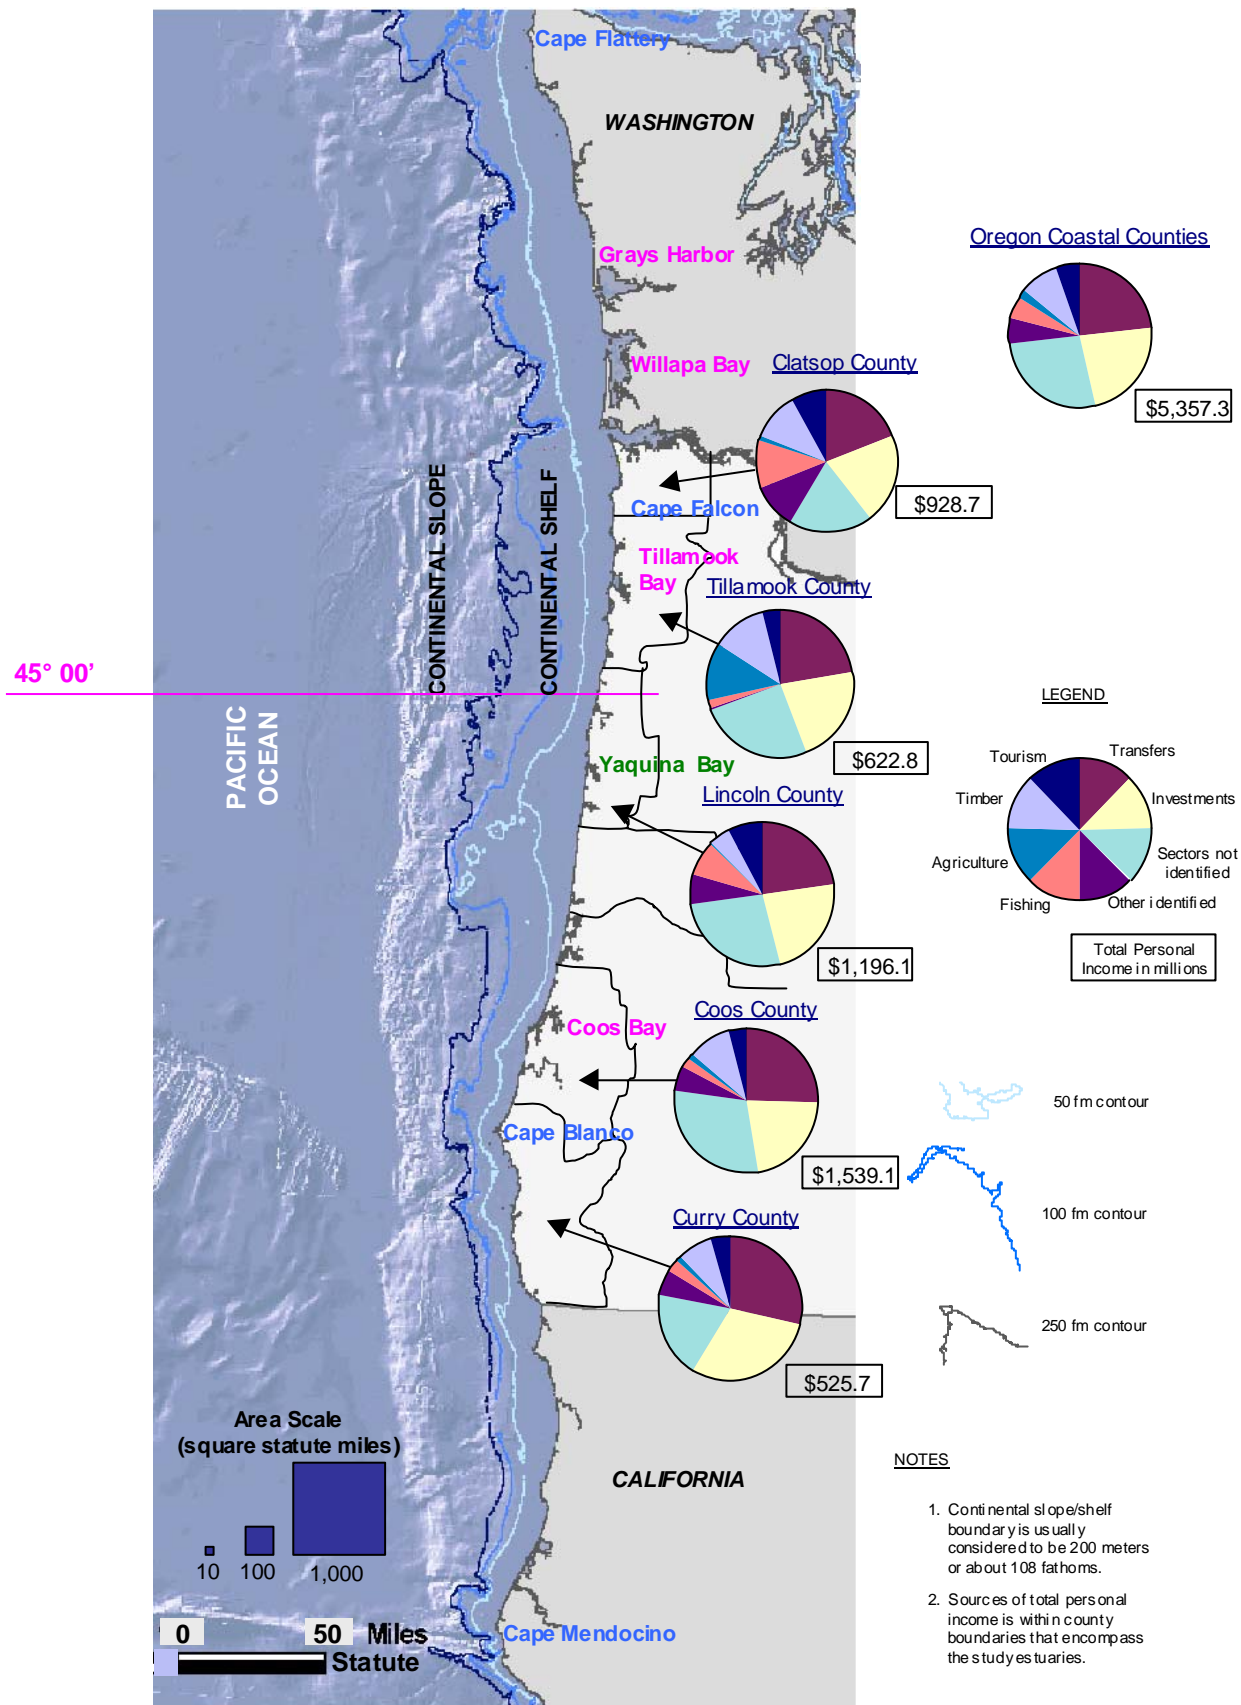 Cape Flattery
WASHINGTON
Grays Harbor
Willapa Bay
Oregon Coastal Counties
$5,357.3
Clatsop County
$928.7
Cape Falcon
Tillamook
Bay
Tillamook County
$622.8
CONTINENTAL SLOPE
CONTINENTAL SHELF
45° 00’
PACIFIC
OCEAN
Yaquina Bay
Lincoln County
$1,196.1
LEGEND
Tourism
Transfers
Timber
Investments
Agriculture
Sectors not
identified
Fishing
Other identified
Total Personal
Income in millions
Coos County
Coos Bay
$1,539.1
Cape Blanco
Curry County
$525.7
50 fm contour
100 fm contour
250 fm contour
Area Scale
(square statute miles)
10
100
1,000
CALIFORNIA
NOTES
1. Continental slope/shelf
boundary is usually
considered to be 200 meters
or about 108 fathoms.
2. Sources of total personal
income is within county
boundaries that encompass
the study estuaries.
0
50 Miles
Statute
Cape Mendocino